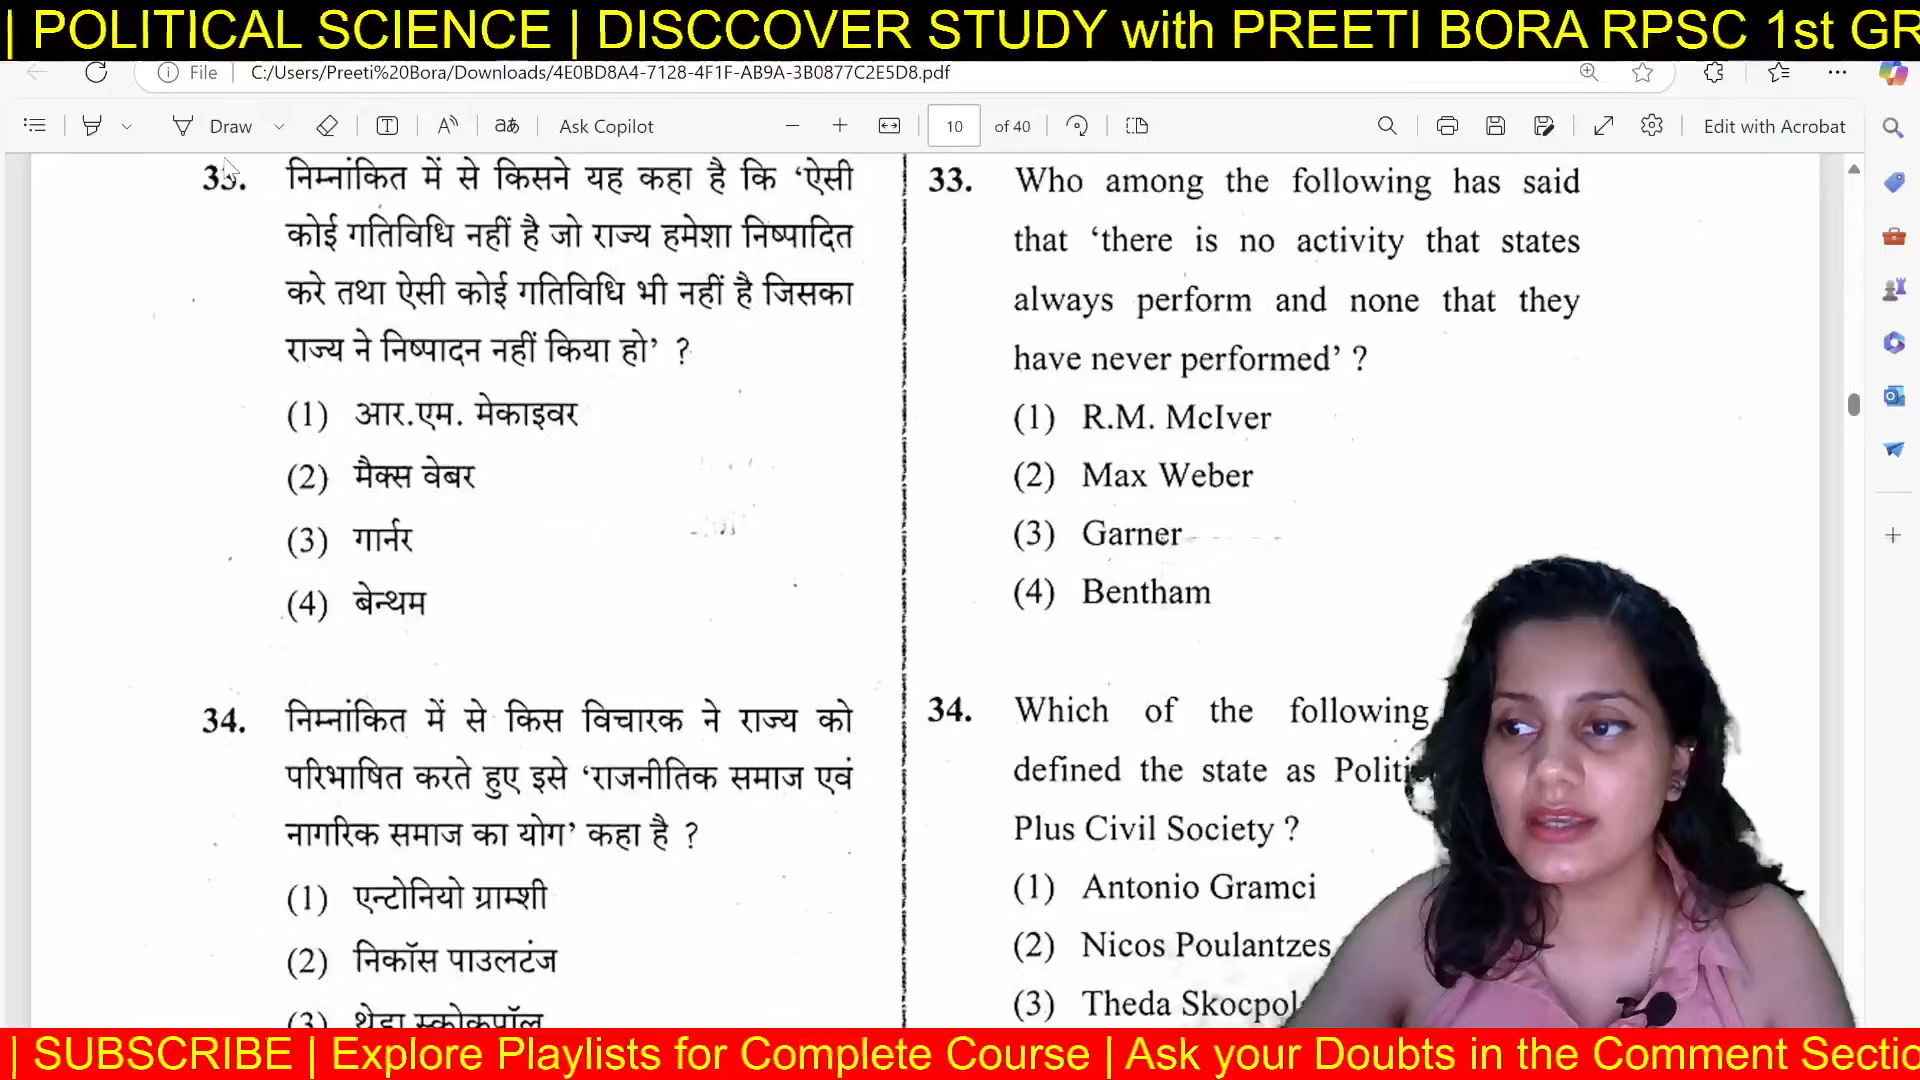 | POLITICAL SCIENCE | DISCCOVER STUDY with PREETI BORA RPSC 1st GR
File | C:/Users/Preeti%20Bora/Downloads/4E0BD8A4-7128-4F1F-AB9A-3B0877C2E5D8.pdf
Draw Ask Copilot 10 of 40 Edit with Acrobat
33. निम्नांकित में से किसने यह कहा है कि ‘ऐसी
कोई गतिविधि नहीं है जो राज्य हमेशा निष्पादित
करे तथा ऐसी कोई गतिविधि भी नहीं है जिसका
राज्य ने निष्पादन नहीं किया हो’ ?
(1) आर.एम. मेकाइवर
(2) मैक्स वेबर
(3) गार्नर
(4) बेन्थम
34. निम्नांकित में से किस विचारक ने राज्य को
परिभाषित करते हुए इसे ‘राजनीतिक समाज एवं
नागरिक समाज का योग’ कहा है ?
(1) एन्टोनियो ग्राम्शी
(2) निकॉस पाउलटंज
(3) थेडा स्कोकपॉल
33. Who among the following has said
that ‘there is no activity that states
always perform and none that they
have never performed’ ?
(1) R.M. McIver
(2) Max Weber
(3) Garner
(4) Bentham
34. Which of the following
defined the state as
Plus Civil Society ?
(1) Antonio Gramci
(2) Nicos Poulantzes
(3) Theda Skocpol
| SUBSCRIBE | Explore Playlists for Complete Course | Ask your Doubts in the Comment Sectio